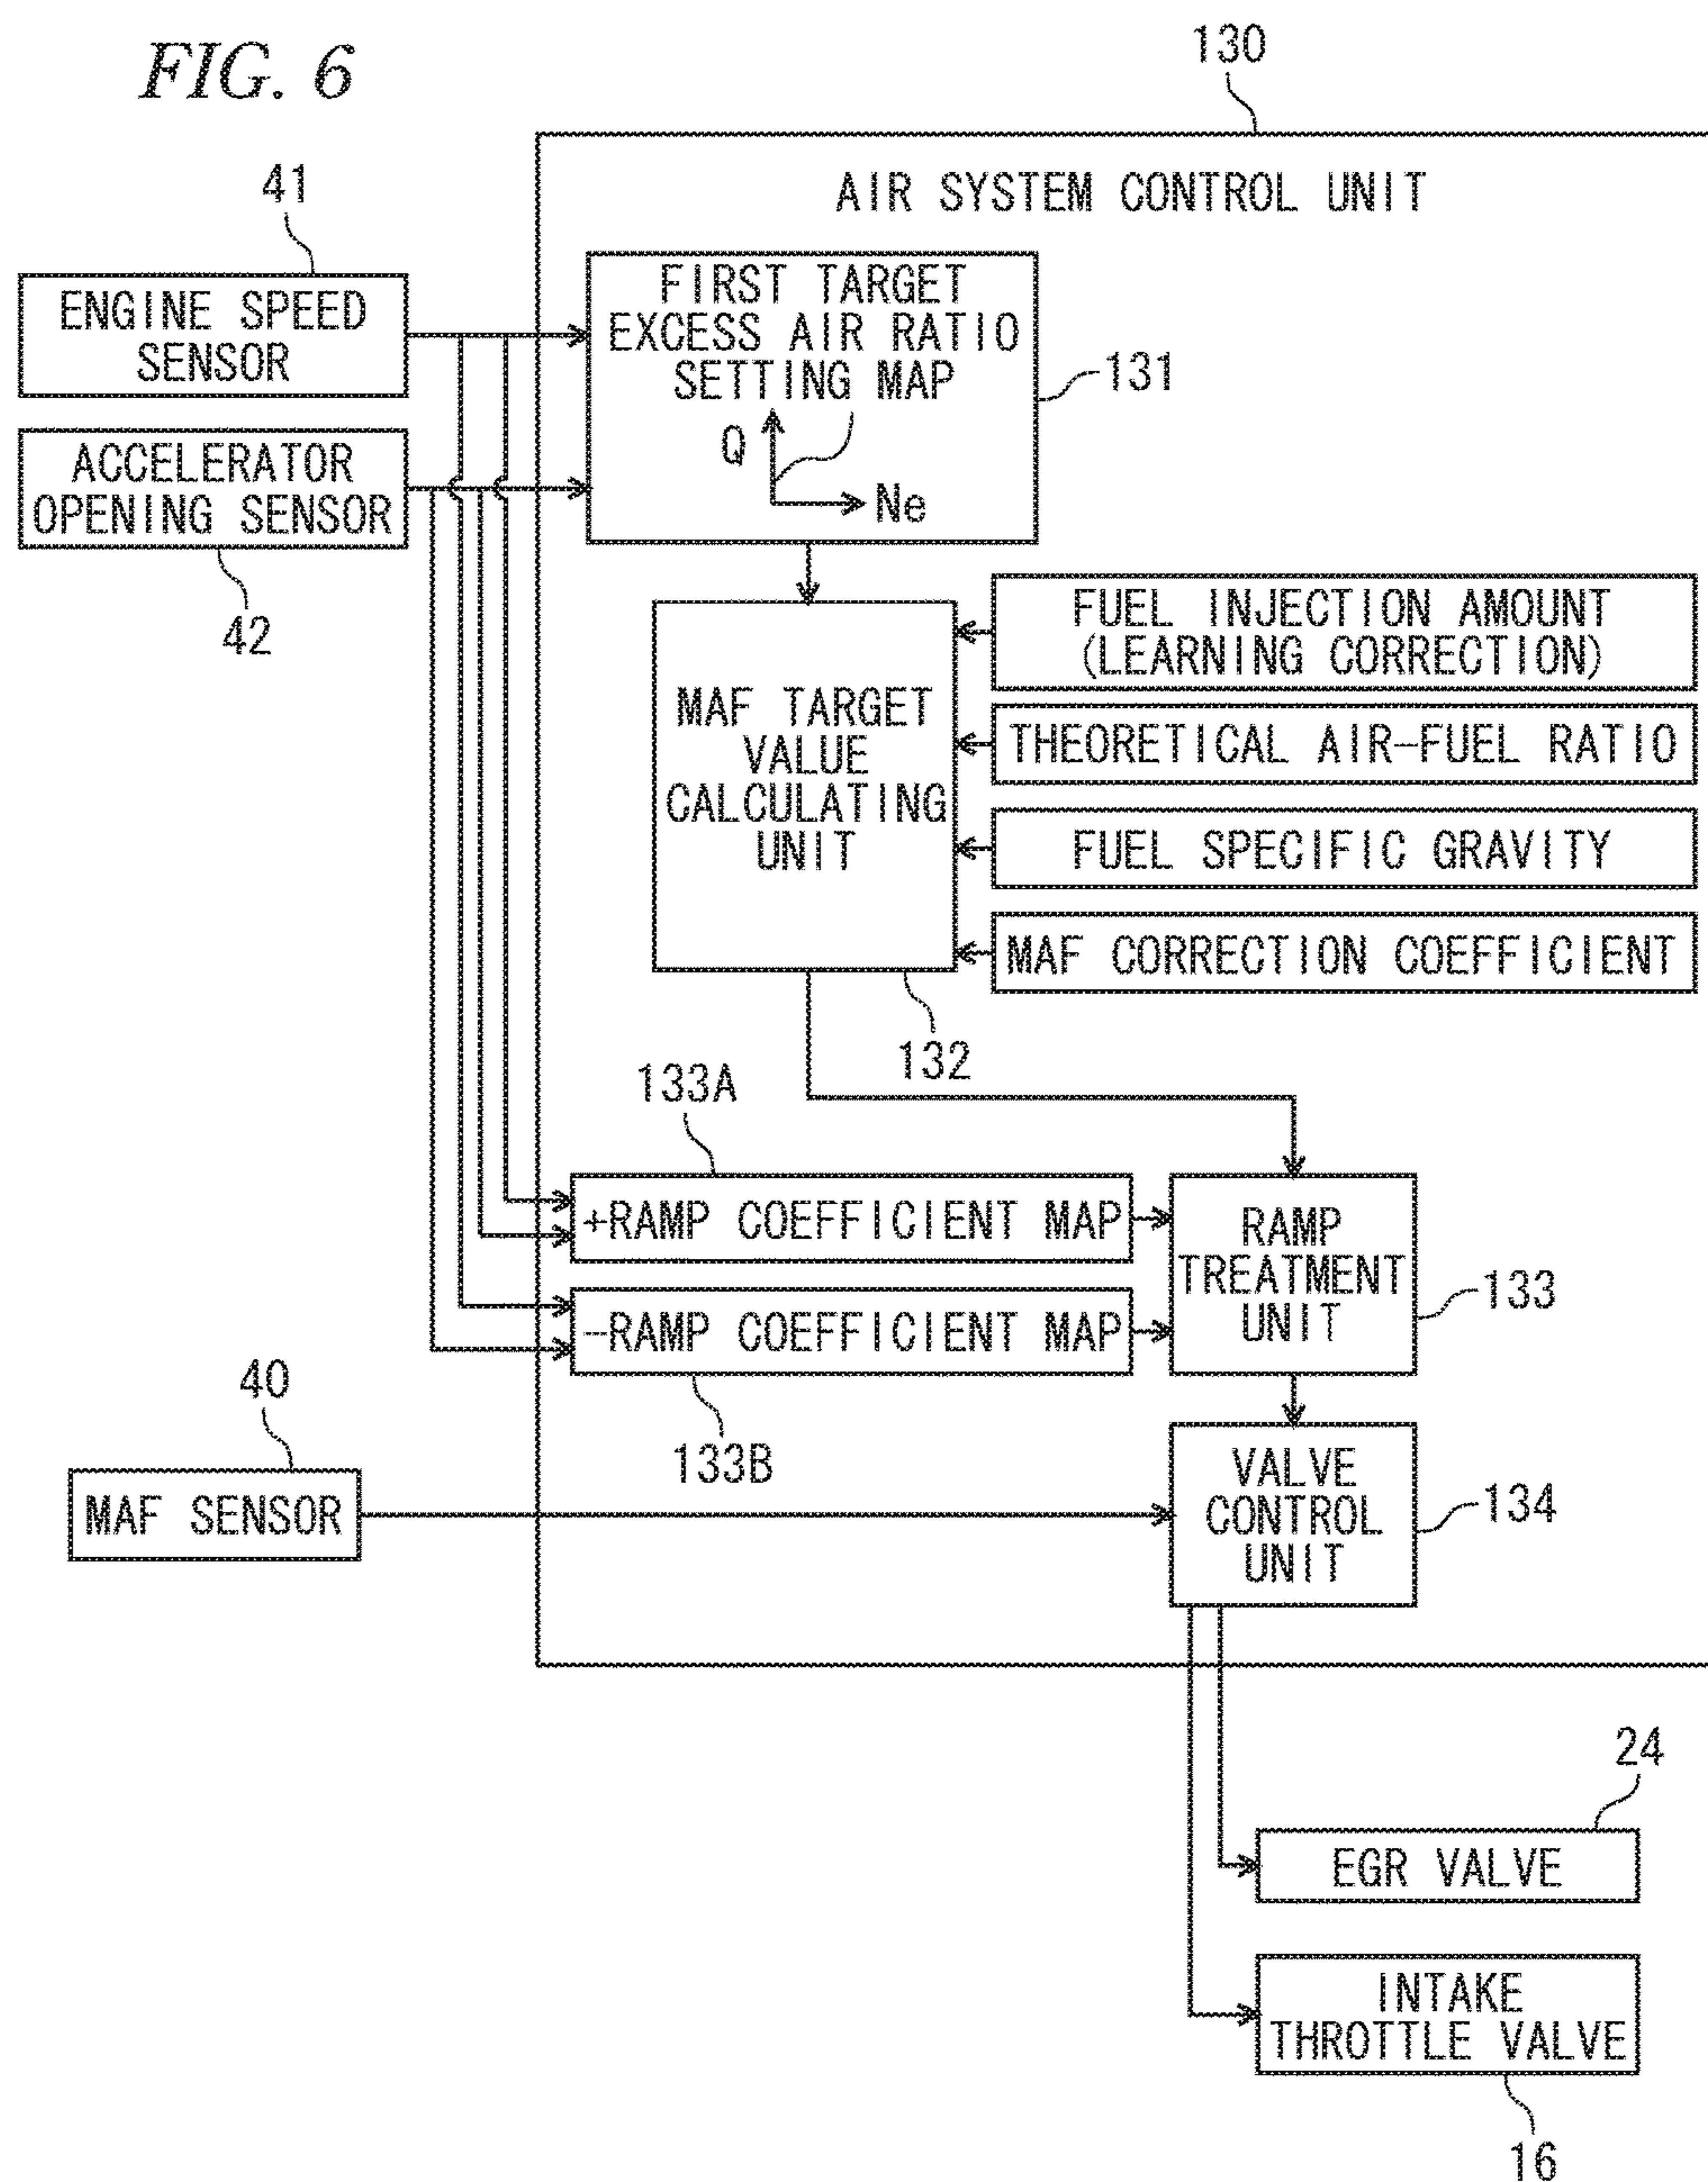 FIG. 6
130
AIR SYSTEM CONTROL UNIT
41
ENGINE SPEED
SENSOR
FIRST TARGET
EXCESS AIR RATIO
SETTING MAP
131
Q
Ne
ACCELERATOR
OPENING SENSOR
42
FUEL INJECTION AMOUNT
(LEARNING CORRECTION)
MAF TARGET
VALUE
CALCULATING
UNIT
THEORETICAL AIR-FUEL RATIO
FUEL SPECIFIC GRAVITY
MAF CORRECTION COEFFICIENT
132
133A
+RAMP COEFFICIENT MAP
RAMP
TREATMENT
UNIT
133
-RAMP COEFFICIENT MAP
133B
40
MAF SENSOR
VALVE
CONTROL
UNIT
134
24
EGR VALVE
INTAKE
THROTTLE VALVE
16